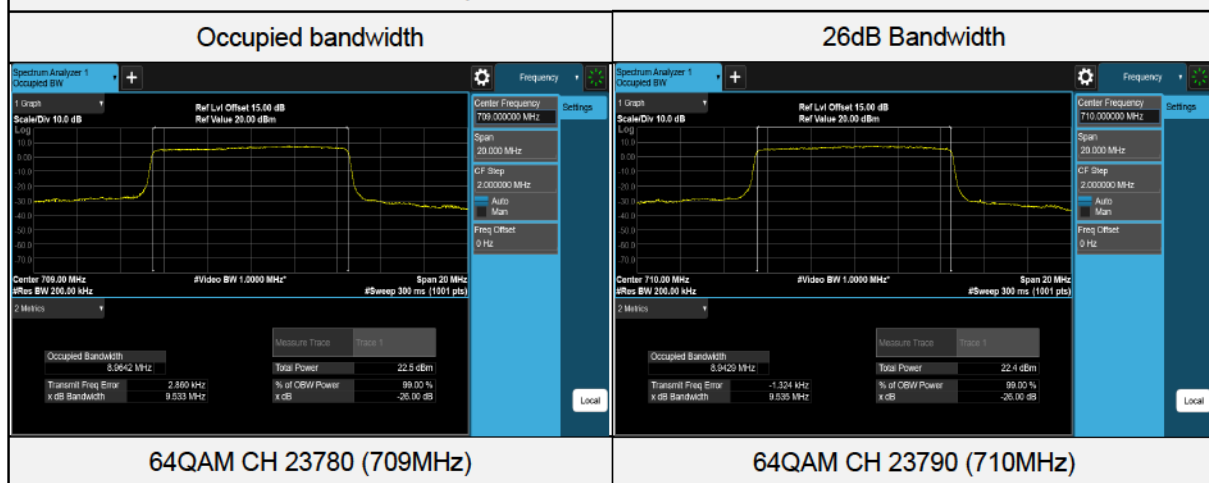 Occupied bandwidth
26dB Bandwidth
Spectrum Analyzer 1
Occupied BW
+
Frequency
1 Graph
Scale/Div 10.0 dB
Ref Lvl Offset 15.00 dB
Ref Value 20.00 dBm
Log
10.0
0.00
-10.0
-20.0
-30.0
-40.0
-50.0
-60.0
-70.0
Center 709.00 MHz
#Res BW 200.00 kHz
#Video BW 1.0000 MHz*
Span 20 MHz
#Sweep 300 ms (1001 pts)
Center Frequency
709.000000 MHz
Settings
Span
20.000 MHz
CF Step
2.000000 MHz
Auto
Man
Freq Offset
0 Hz
2 Metrics
Measure Trace Trace 1
Occupied Bandwidth
8.9642 MHz
Total Power 22.5 dBm
Transmit Freq Error 2.860 kHz
% of OBW Power 99.00 %
x dB Bandwidth 9.533 MHz
x dB -26.00 dB
Local
Spectrum Analyzer 1
Occupied BW
+
Frequency
1 Graph
Scale/Div 10.0 dB
Ref Lvl Offset 15.00 dB
Ref Value 20.00 dBm
Log
10.0
0.00
-10.0
-20.0
-30.0
-40.0
-50.0
-60.0
-70.0
Center 710.00 MHz
#Res BW 200.00 kHz
#Video BW 1.0000 MHz*
Span 20 MHz
#Sweep 300 ms (1001 pts)
Center Frequency
710.000000 MHz
Settings
Span
20.000 MHz
CF Step
2.000000 MHz
Auto
Man
Freq Offset
0 Hz
2 Metrics
Measure Trace Trace 1
Occupied Bandwidth
8.9429 MHz
Total Power 22.4 dBm
Transmit Freq Error -1.324 kHz
% of OBW Power 99.00 %
x dB Bandwidth 9.535 MHz
x dB -26.00 dB
Local
64QAM CH 23780 (709MHz)
64QAM CH 23790 (710MHz)